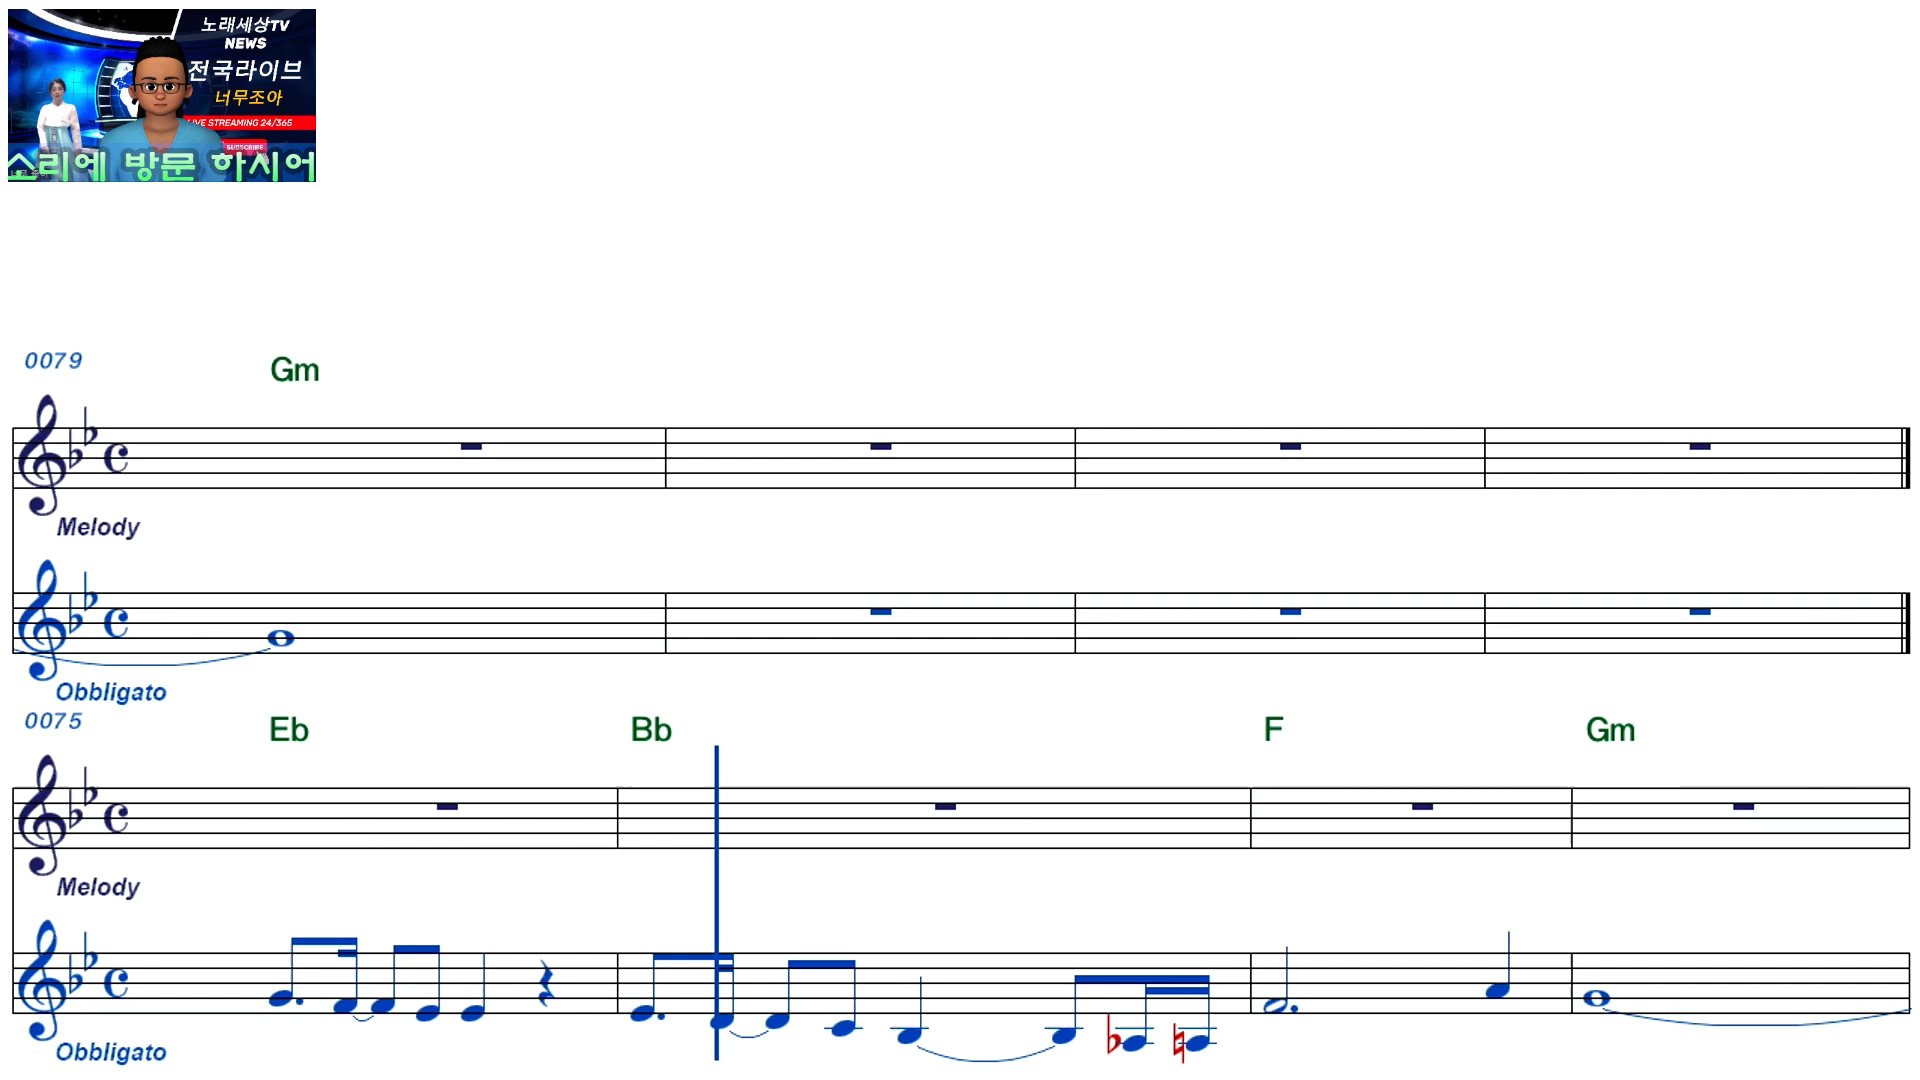 노래세상TV
NEWS
전국라이브
너무조아
LIVE STREAMING 24/365
SUBSCRIBE
소리에 방문 하시어
0079
Gm
Melody
Obbligato
0075
Eb Bb F Gm
Melody
Obbligato